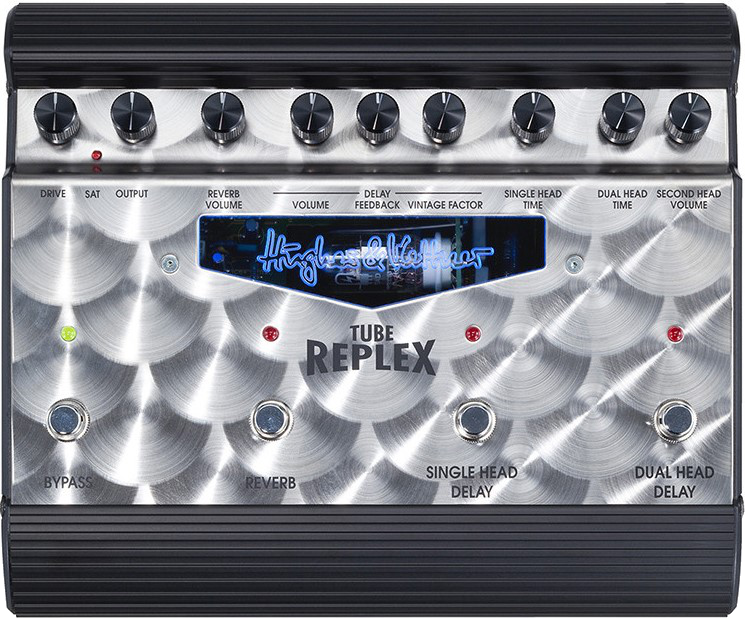 DRIVE SAT OUTPUT REVERB VOLUME DELAY SINGLE HEAD DUAL HEAD SECOND HEAD
VOLUME FEEDBACK VINTAGE FACTOR TIME TIME VOLUME
Hughes & Kettner
TUBE
REPLEX
BYPASS REVERB SINGLE HEAD DUAL HEAD
DELAY DELAY